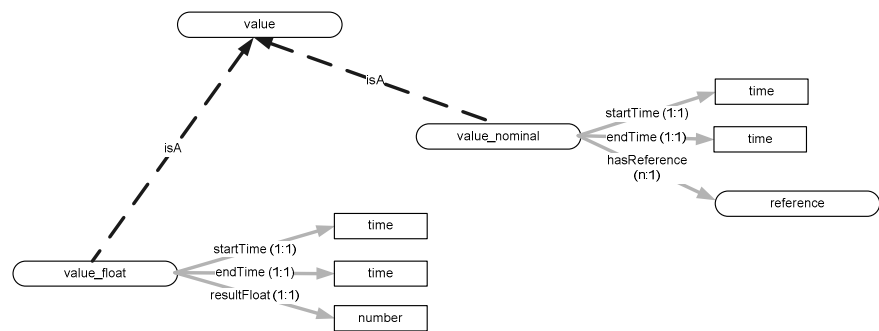 value
isA
isA
time
startTime (1:1)
value_nominal
endTime (1:1)
time
hasReference
(n:1)
reference
time
startTime (1:1)
value_float
endTime (1:1)
time
resultFloat (1:1)
number